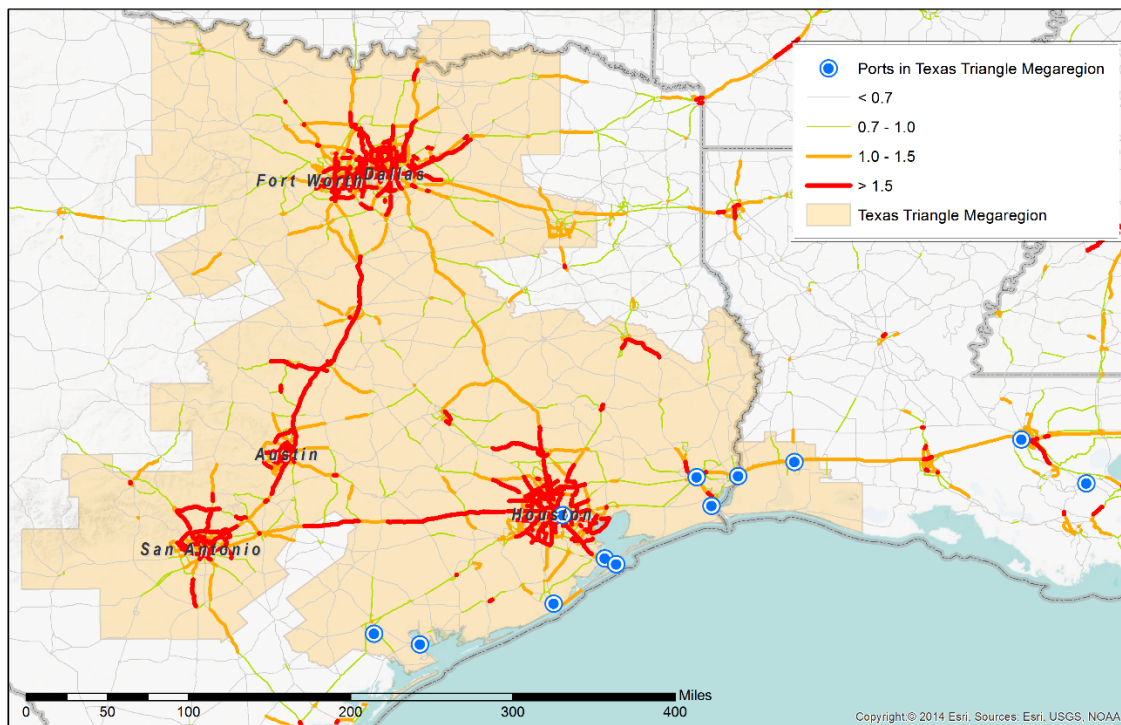 Ports in Texas Triangle Megaregion
< 0.7
0.7 - 1.0
1.0 - 1.5
> 1.5
Texas Triangle Megaregion
Fort Worth
Dallas
Austin
Houston
San Antonio
0 50 100 200 300 400 Miles
Copyright:© 2014 Esri, Sources: Esri, USGS, NOAA